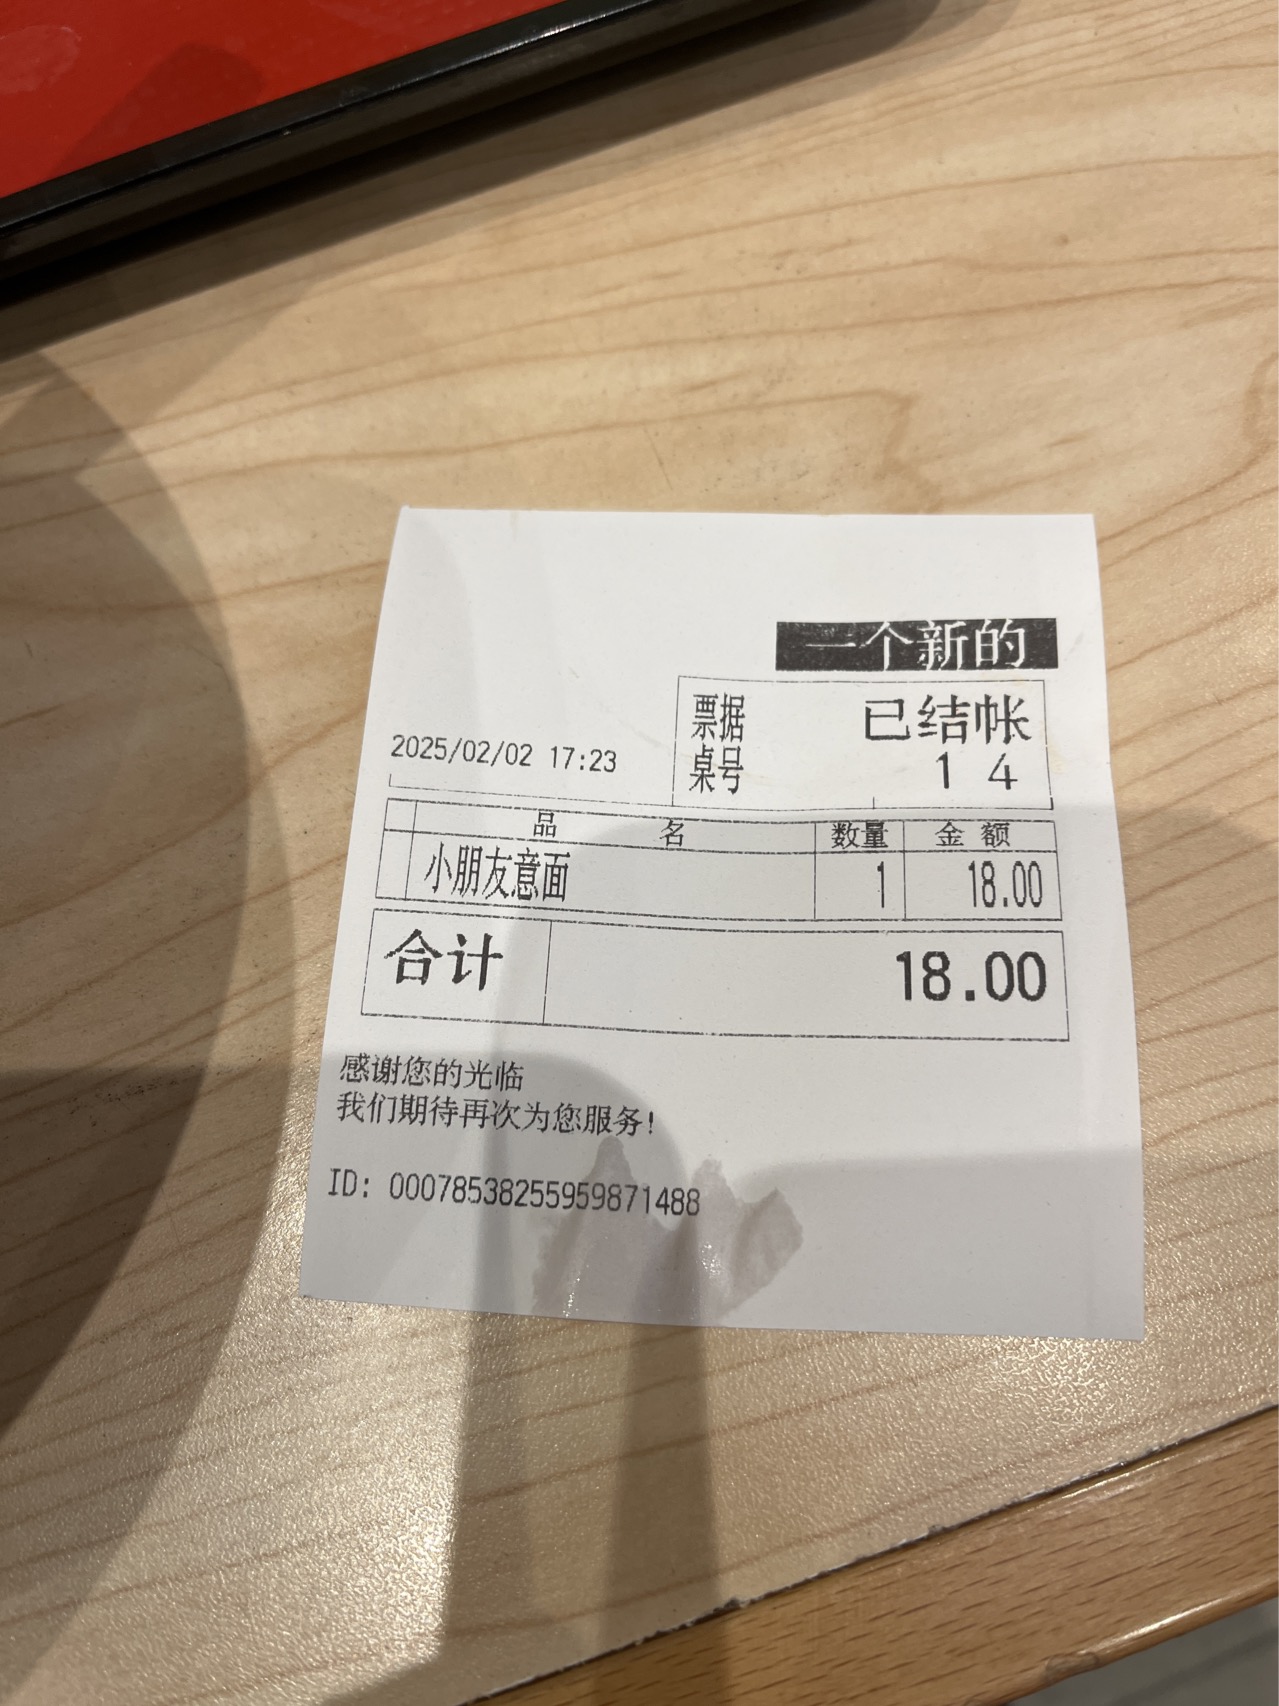 一个新的
票据 已结帐
2025/02/02 17:23
桌号 14
品名 数量 金额
小朋友意面 1 18.00
合计 18.00
感谢您的光临
我们期待再次为您服务!
ID: 00078538255959871488